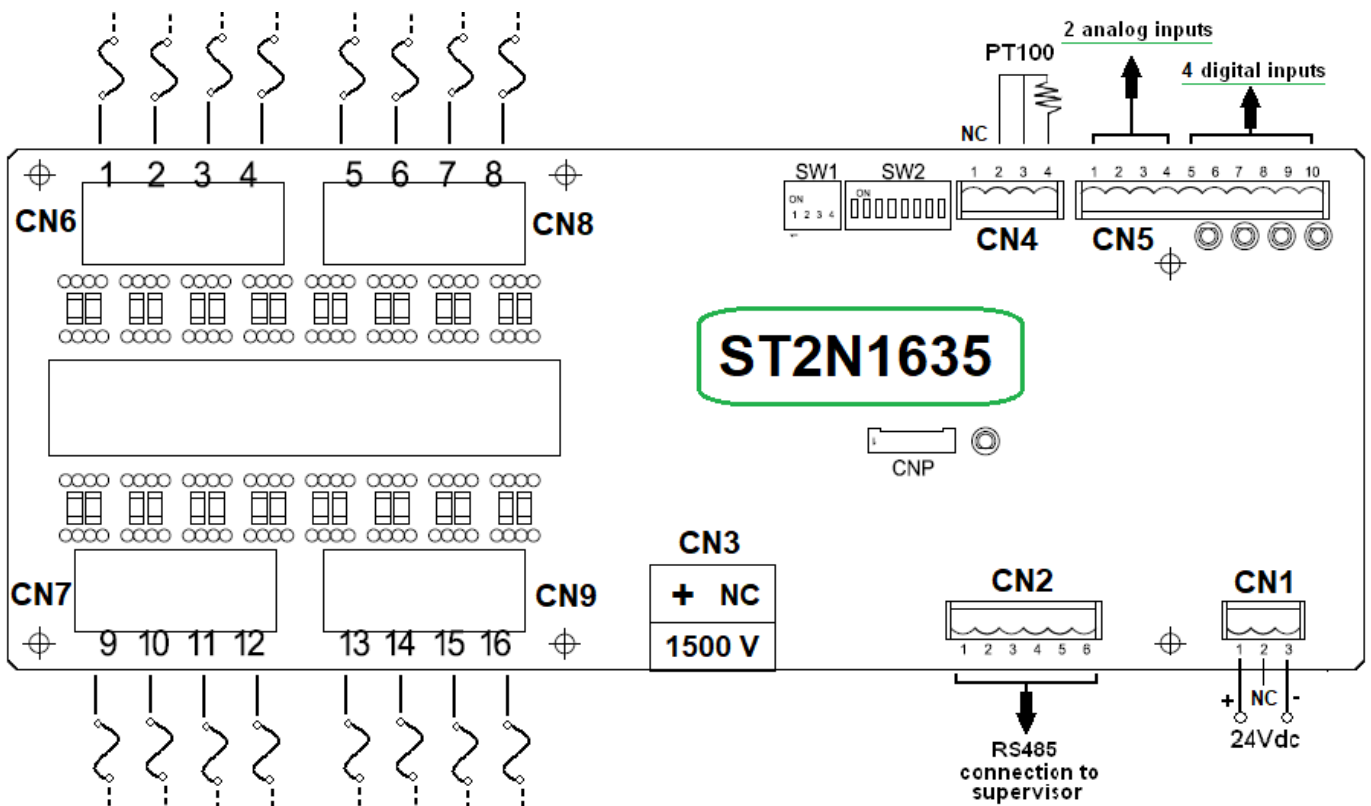 2 analog inputs
PT100
4 digital inputs
NC
1 2 3 4
5 6 7 8
SW1
SW2
1 2 3 4
1 2 3 4 5 6 7 8 9 10
ON
1 2 3 4
ON
CN6
CN8
CN4
CN5
ST2N1635
CNP
CN3
+ NC
1500 V
CN7
CN9
CN2
CN1
9 10 11 12
13 14 15 16
1 2 3 4 5 6
1 2 3
+ NC -
24Vdc
RS485
connection to
supervisor